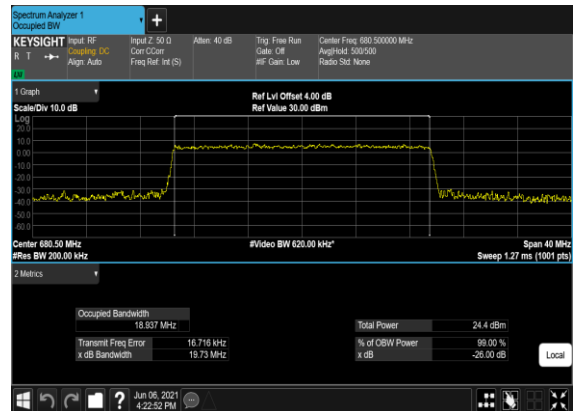 Spectrum Analyzer 1
Occupied BW
+
KEYSIGHT Input: RF Input Z: 50 Ω Atten: 40 dB Trig: Free Run Center Freq: 680.500000 MHz
R T Coupling: DC Corr CCorr Gate: Off Avg|Hold: 500/500
Align: Auto Freq Ref: Int (S) #IF Gain: Low Radio Std: None
LXI
1 Graph
Ref Lvl Offset 4.00 dB
Scale/Div 10.0 dB Ref Value 30.00 dBm
Log
20.0
10.0
0.00
-10.0
-20.0
-30.0
-40.0
-50.0
-60.0
Center 680.50 MHz #Video BW 620.00 kHz* Span 40 MHz
#Res BW 200.00 kHz Sweep 1.27 ms (1001 pts)
2 Metrics
Occupied Bandwidth
18.937 MHz Total Power 24.4 dBm
Transmit Freq Error 16.716 kHz % of OBW Power 99.00 %
x dB Bandwidth 19.73 MHz x dB -26.00 dB
Local
? Jun 06, 2021
4:22:52 PM